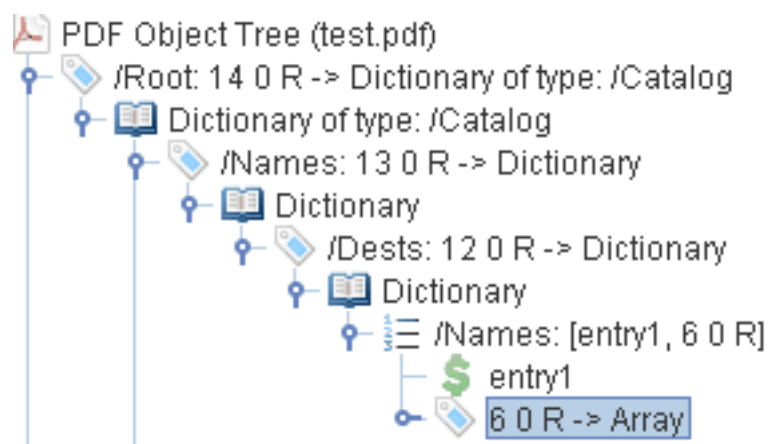 PDF Object Tree (test.pdf)
/Root: 14 0 R -> Dictionary of type: /Catalog
Dictionary of type: /Catalog
/Names: 13 0 R -> Dictionary
Dictionary
/Dests: 12 0 R -> Dictionary
Dictionary
/Names: [entry1, 6 0 R]
entry1
6 0 R -> Array